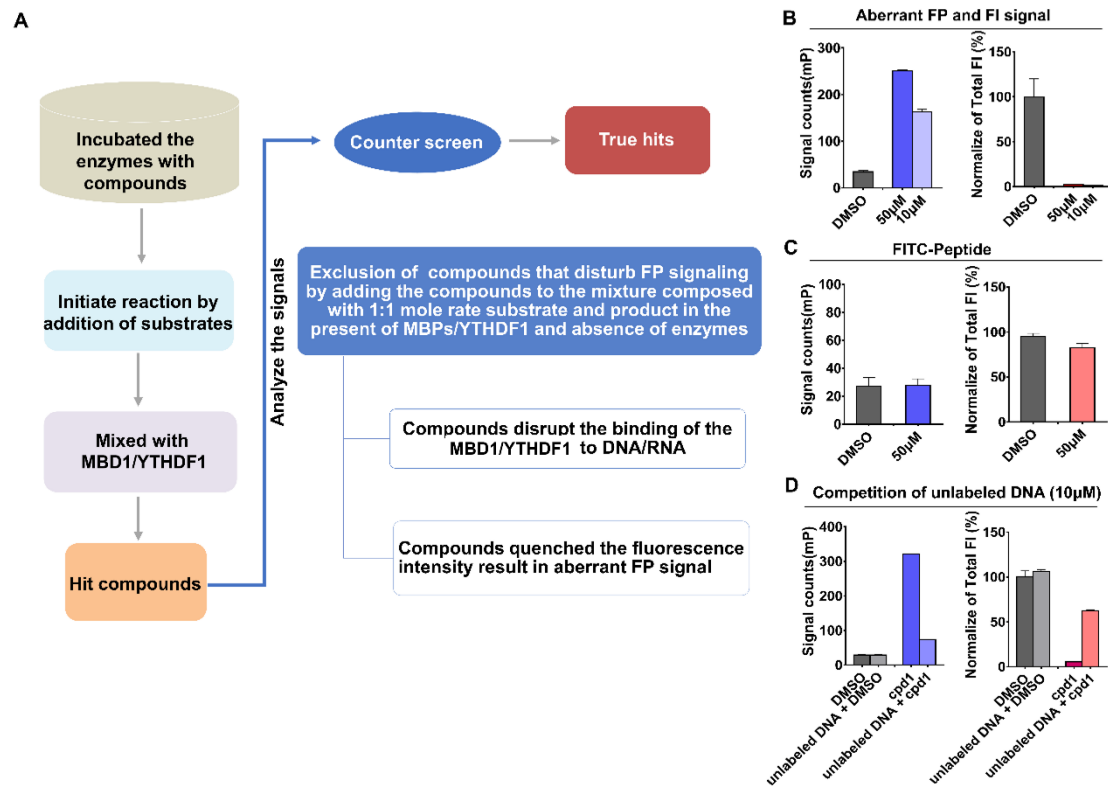 A
Incubated the
enzymes with
compounds
Initiate reaction by
addition of substrates
Mixed with
MBD1/YTHDF1
Hit compounds
Analyze the signals
Counter screen
True hits
Exclusion of compounds that disturb FP signaling
by adding the compounds to the mixture composed
with 1:1 mole rate substrate and product in the
present of MBPs/YTHDF1 and absence of enzymes
Compounds disrupt the binding of the
MBD1/YTHDF1 to DNA/RNA
Compounds quenched the fluorescence
intensity result in aberrant FP signal
B
Aberrant FP and FI signal
Signal counts(mP)
300
200
100
0
DMSO
50μM
10μM
Normalize of Total FI (%)
150
100
50
0
DMSO
50μM
10μM
C
FITC-Peptide
Signal counts(mP)
80
60
40
20
0
DMSO
50μM
Normalize of Total FI (%)
150
100
50
0
DMSO
50μM
D
Competition of unlabeled DNA (10μM)
Signal counts(mP)
400
300
200
100
0
DMSO
unlabeled DNA + DMSO
cpd1
unlabeled DNA + cpd1
Normalize of Total FI (%)
150
100
50
0
DMSO
unlabeled DNA + DMSO
cpd1
unlabeled DNA + cpd1